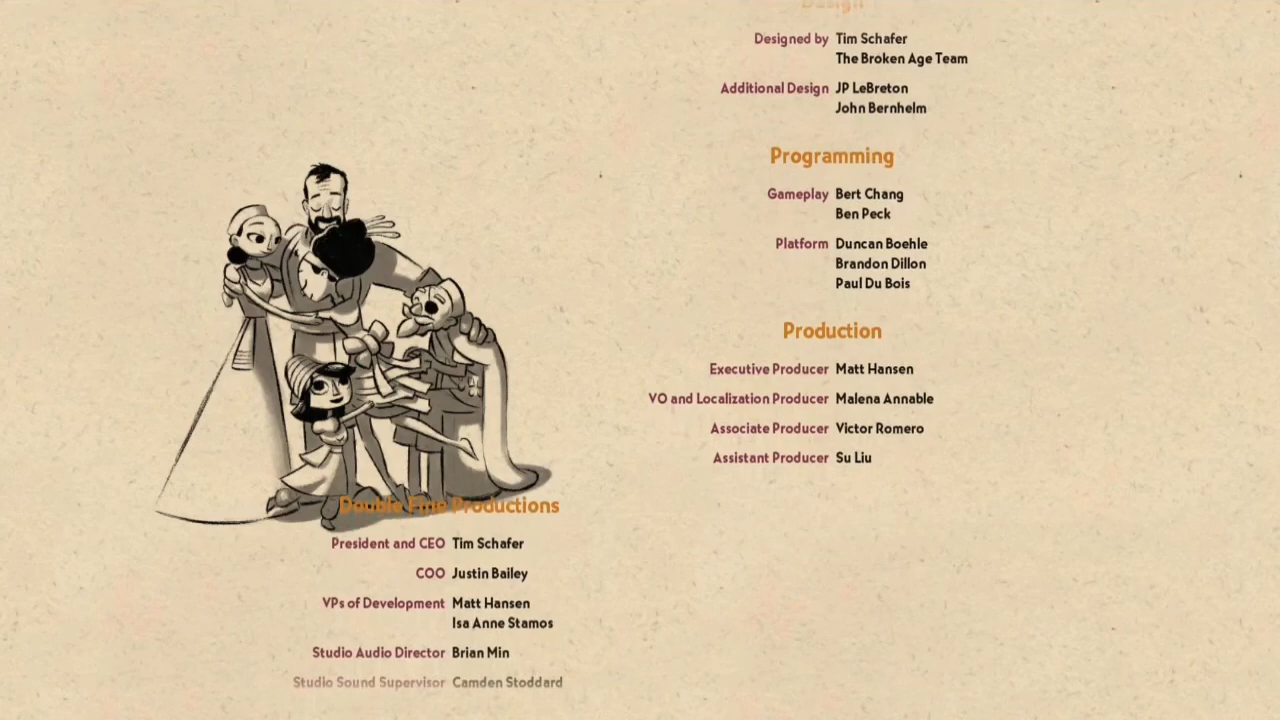 Design
Designed by Tim Schafer
The Broken Age Team
Additional Design JP LeBreton
John Bernhelm
Programming
Gameplay Bert Chang
Ben Peck
Platform Duncan Boehle
Brandon Dillon
Paul Du Bois
Production
Executive Producer Matt Hansen
VO and Localization Producer Malena Annable
Associate Producer Victor Romero
Assistant Producer Su Liu
Double Fine Productions
President and CEO Tim Schafer
COO Justin Bailey
VPs of Development Matt Hansen
Isa Anne Stamos
Studio Audio Director Brian Min
Studio Sound Supervisor Camden Stoddard